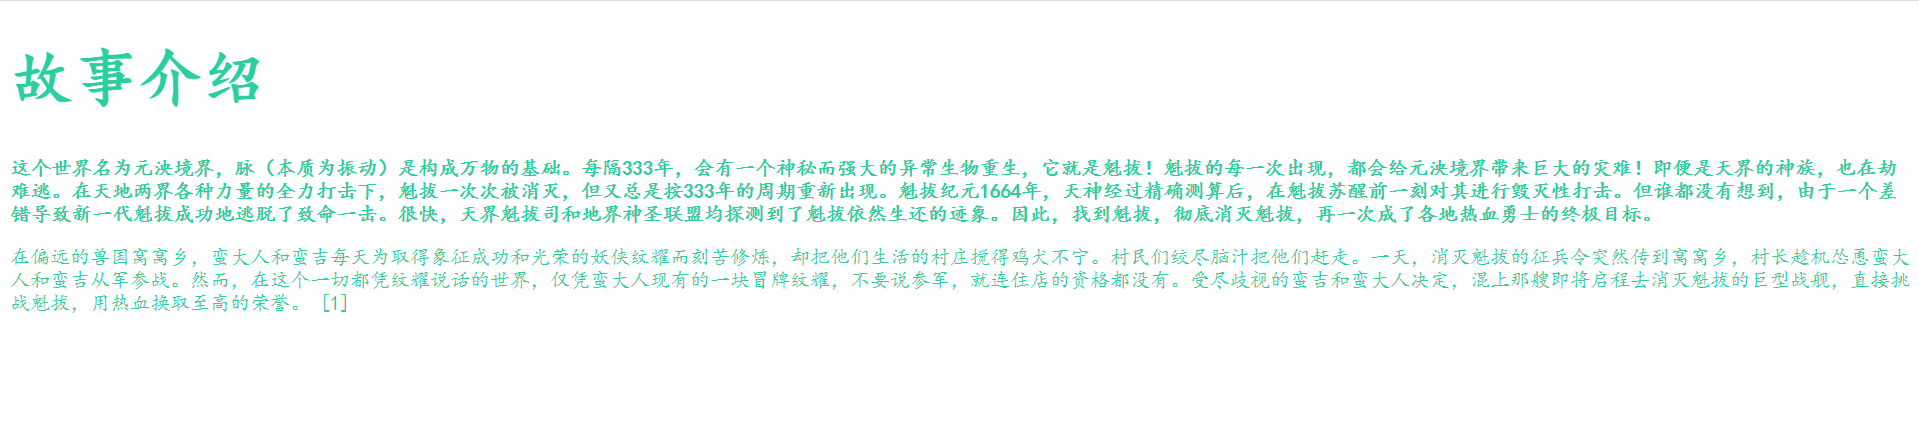 故事介绍
这个世界名为元泱境界，脉（本质为振动）是构成万物的基础。每隔333年，会有一个神秘而强大的异常生物重生，它就是魁拔！魁拔的每一次出现，都会给元泱境界带来巨大的灾难！即便是天界的神族，也在劫
难逃。在天地两界各种力量的全力打击下，魁拔一次次被消灭，但又总是按333年的周期重新出现。魁拔纪元1664年，天神经过精确测算后，在魁拔苏醒前一刻对其进行毁灭性打击。但谁都没有想到，由于一个差
错导致新一代魁拔成功地逃脱了致命一击。很快，天界魁拔司和地界神圣联盟均探测到了魁拔依然生还的迹象。因此，找到魁拔，彻底消灭魁拔，再一次成了各地热血勇士的终极目标。
在偏远的兽国窝窝乡，蛮大人和蛮吉每天为取得象征成功和光荣的妖侠纹耀而刻苦修炼，却把他们生活的村庄搅得鸡犬不宁。村民们绞尽脑汁把他们赶走。一天，消灭魁拔的征兵令突然传到窝窝乡，村长趁机怂恿蛮大
人和蛮吉从军参战。然而，在这个一切都凭纹耀说话的世界，仅凭蛮大人现有的一块冒牌纹耀，不要说参军，就连住店的资格都没有。受尽歧视的蛮吉和蛮大人决定，混上那艘即将启程去消灭魁拔的巨型战舰，直接挑
战魁拔，用热血换取至高的荣誉。 [1]